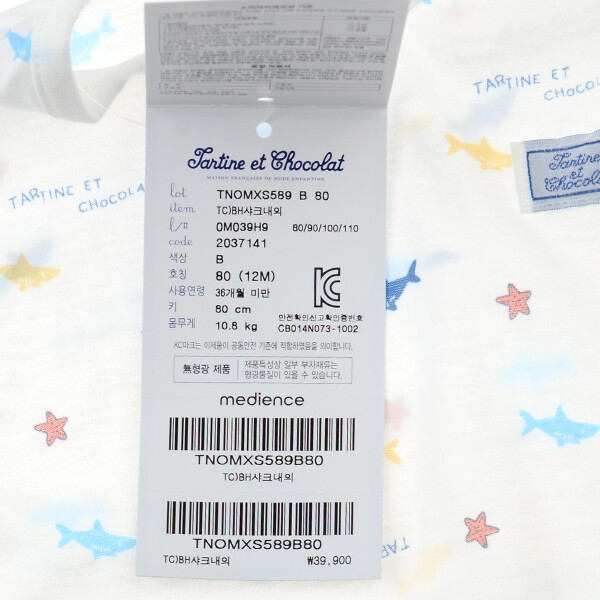 TARTINE ET
CHOCOL
Tartine et Chocolat
MAISON FRANÇAISE DE MODE ENFANTINE
Tartine
et
Chocola
TARTINE ET
CHOCOLA
lot TNOMXS589 B 80
item TC)BH샤크내의
l/# 0M039H9 80/90/100/110
code 2037141
색상 B
호칭 80 (12M)
사용연령 36개월 미만
키 80 cm
몸무게 10.8 kg
안전확인신고확인증번호
CB014N073-1002
KC마크는 이제품이 공통안전 기준에 적합하였음을 의미합니다.
無형광 제품
제품특성상 일부 부자재유는
형광물질이 있을 수 있습니다.
medience
TNOMXS589B80
TC)BH샤크내의
TNOMXS589B80
TC)BH샤크내의 ₩39,900